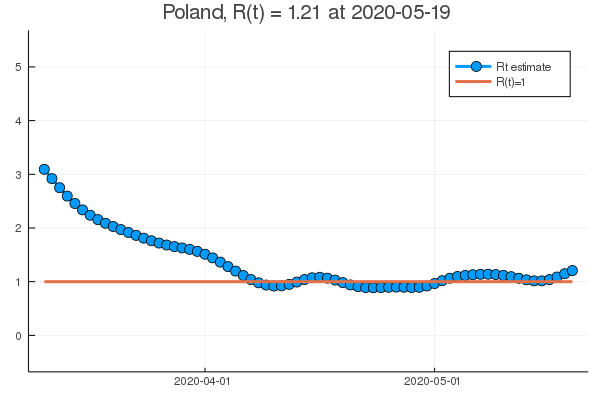 Poland, R(t) = 1.21 at 2020-05-19
5
Rt estimate
R(t)=1
4
3
2
1
0
2020-04-01
2020-05-01